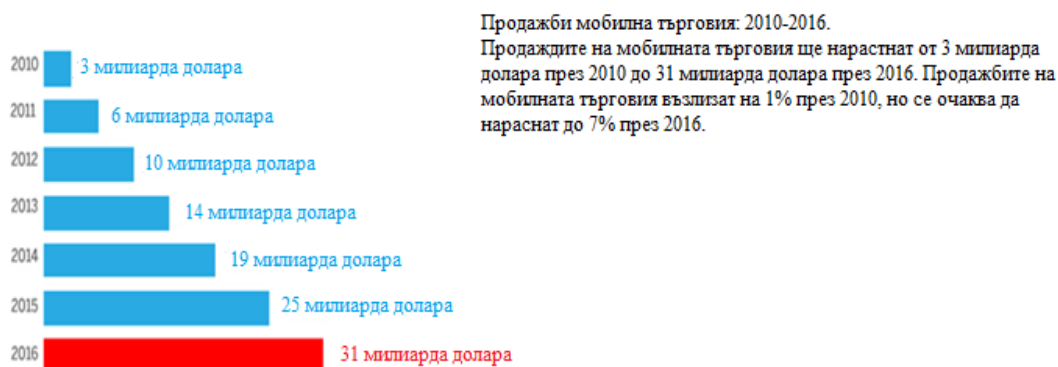 Продажби мобилна търговия: 2010-2016.
Продаждите на мобилната търговия ще нарастнат от 3 милиарда
долара през 2010 до 31 милиарда долара през 2016. Продажбите на
мобилната търговия възлизат на 1% през 2010, но се очаква да
нараснат до 7% през 2016.
2010 3 милиарда долара
2011 6 милиарда долара
2012 10 милиарда долара
2013 14 милиарда долара
2014 19 милиарда долара
2015 25 милиарда долара
2016 31 милиарда долара